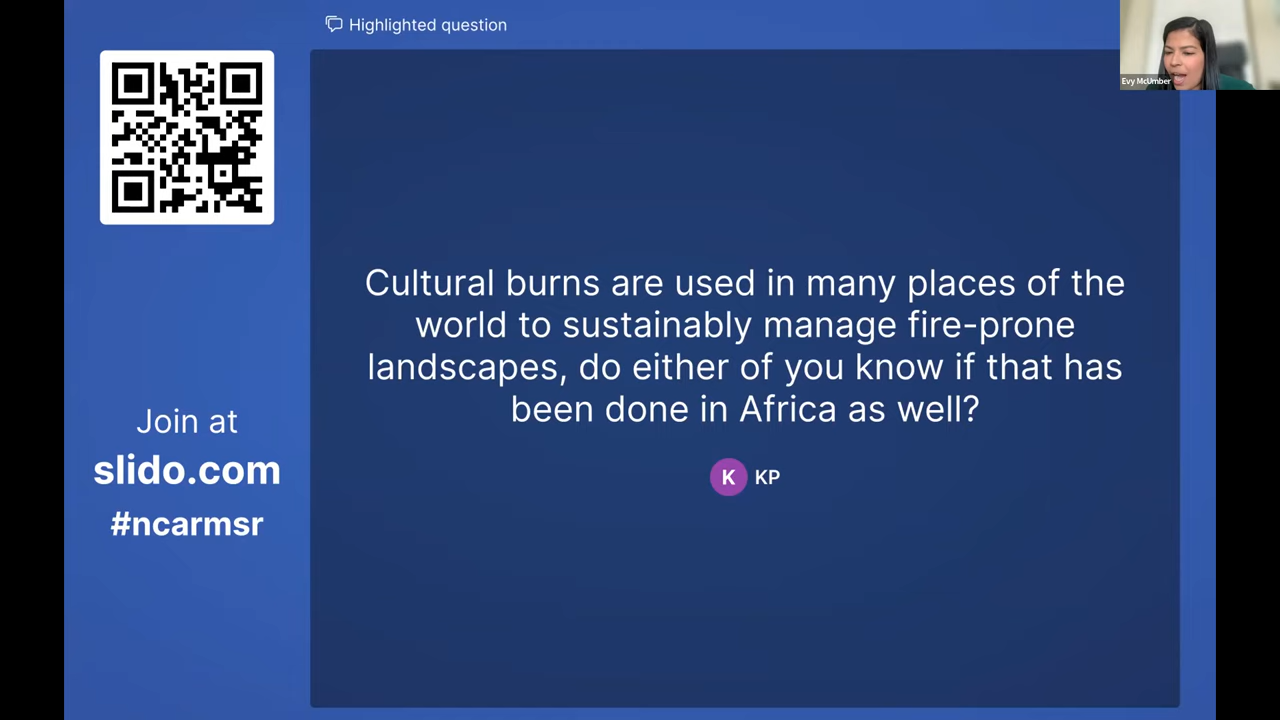 Highlighted question
Evy McUmber
Cultural burns are used in many places of the
world to sustainably manage fire-prone
landscapes, do either of you know if that has
been done in Africa as well?
K KP
Join at
slido.com
#ncarmsr